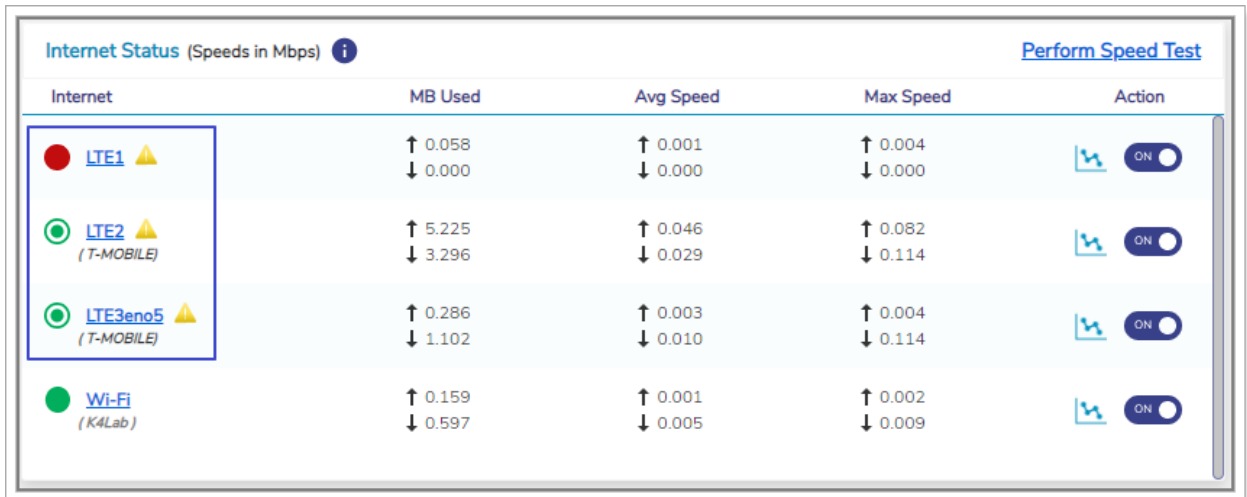 Internet Status (Speeds in Mbps) i Perform Speed Test
Internet MB Used Avg Speed Max Speed Action
LTE1 ↑ 0.058 ↑ 0.001 ↑ 0.004 ON
↓ 0.000 ↓ 0.000 ↓ 0.000
LTE2 ↑ 5.225 ↑ 0.046 ↑ 0.082 ON
( T-MOBILE) ↓ 3.296 ↓ 0.029 ↓ 0.114
LTE3eno5 ↑ 0.286 ↑ 0.003 ↑ 0.004 ON
( T-MOBILE) ↓ 1.102 ↓ 0.010 ↓ 0.114
Wi-Fi ↑ 0.159 ↑ 0.001 ↑ 0.002 ON
( K4Lab ) ↓ 0.597 ↓ 0.005 ↓ 0.009